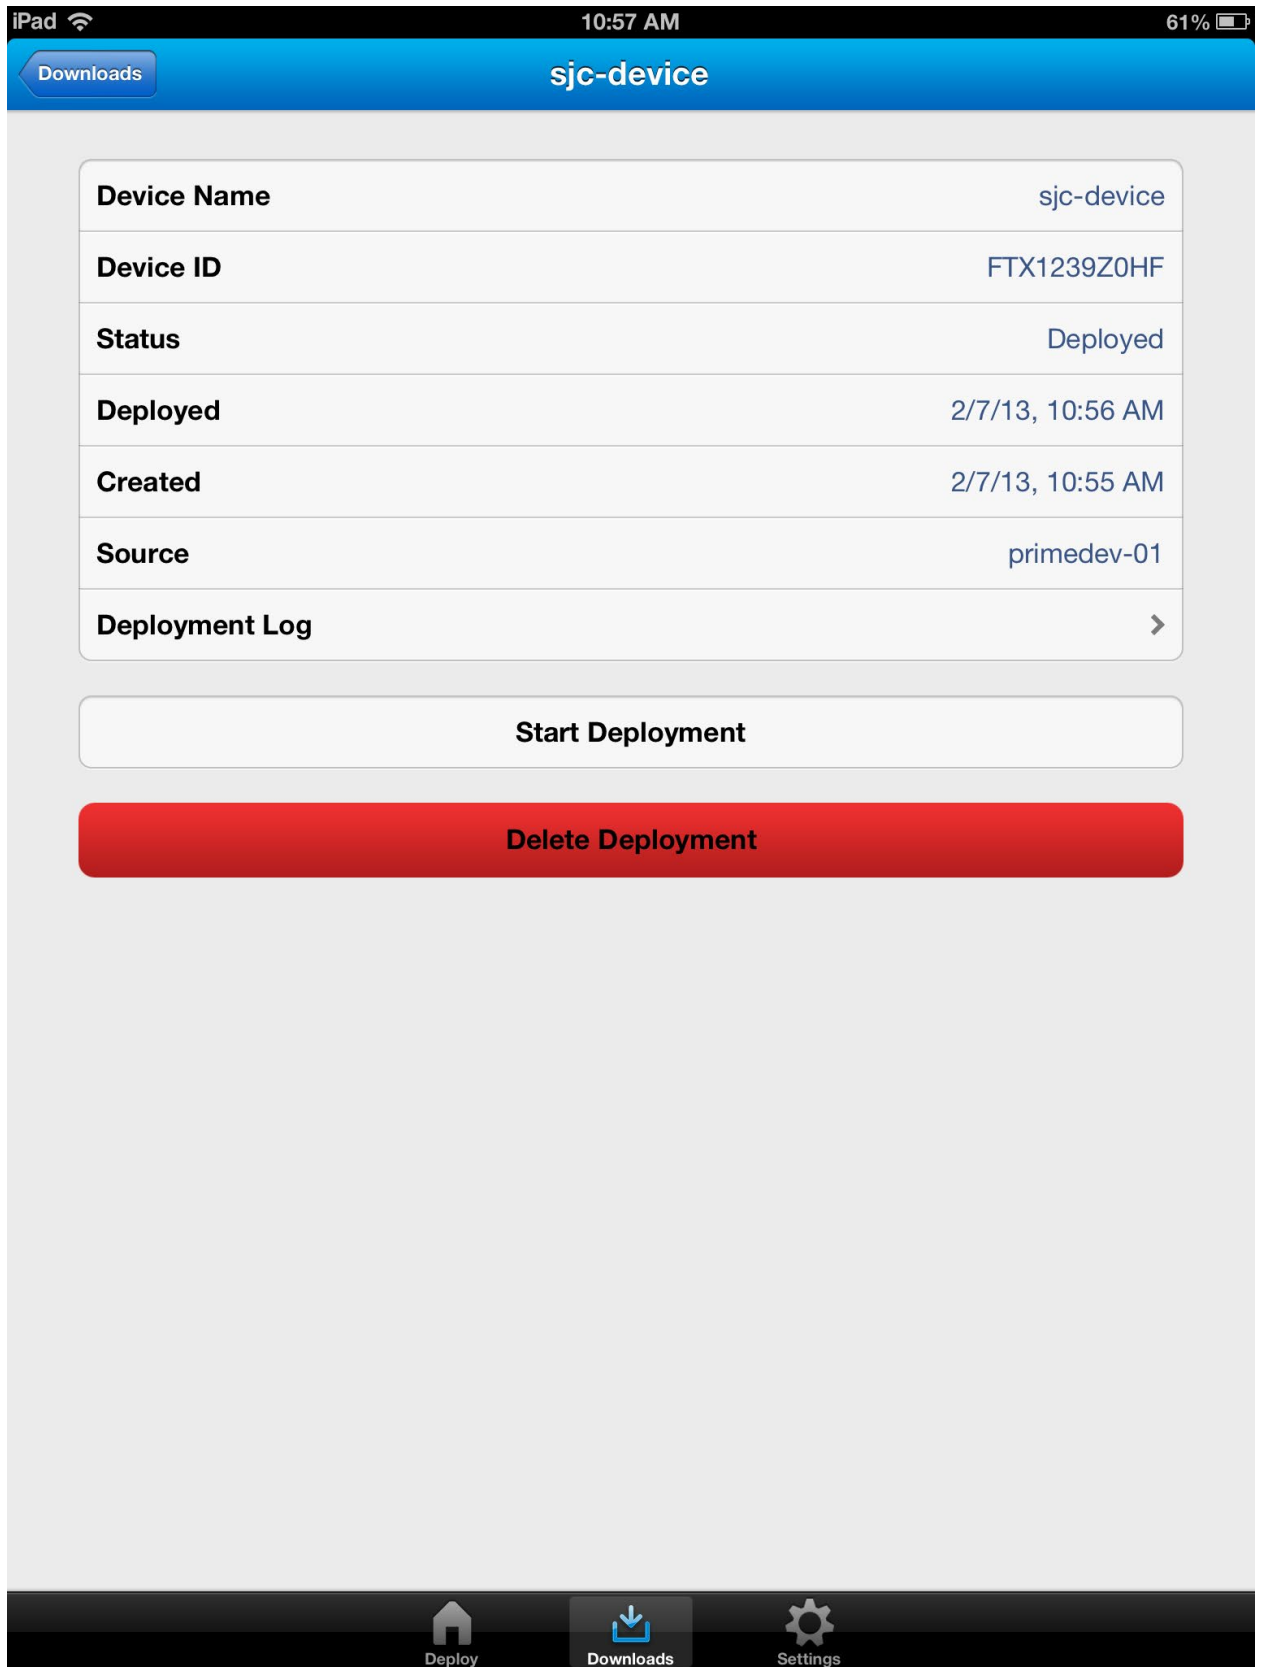 iPad 10:57 AM 61%
Downloads sjc-device
Device Name sjc-device
Device ID FTX1239Z0HF
Status Deployed
Deployed 2/7/13, 10:56 AM
Created 2/7/13, 10:55 AM
Source primedev-01
Deployment Log
Start Deployment
Delete Deployment
Deploy Downloads Settings